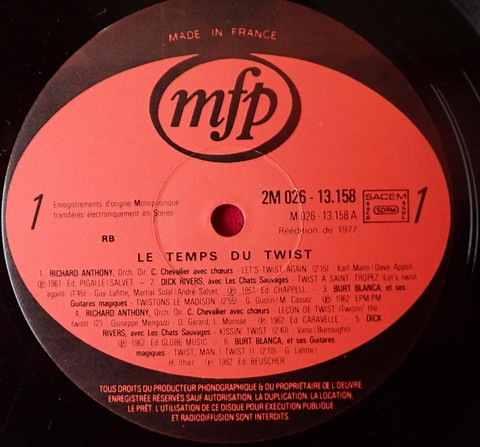 MADE IN FRANCE
mfp
1
Enregistrements d'origine Monophonique
transférés électroniquement en Stéréo
2M 026 - 13.158
M 026 - 13.158 A
Réédition de 1977
SACEM
SDRM
1
RB
LE TEMPS DU TWIST
1. RICHARD ANTHONY, Orch. Dir. C. Chevallier avec chœurs - LET'S TWIST AGAIN (2'15) Karl Mann / Dave Appell
℗ 1961 Ed. PIGALLE / SALVET - 2. DICK RIVERS, avec Les Chats Sauvages - TWIST A SAINT TROPEZ (Let's twist
again) (1'45) Guy Lafitte, Martial Solal / André Salvet - ℗ 1961 Ed. CHAPPELL - 3. BURT BLANCA, et ses
Guitares magiques - TWISTONS LE MADISON (2'55) G. Gustin / M. Cassez ℗ 1962 EPM PM
4. RICHARD ANTHONY, Orch. Dir. C. Chevallier avec chœurs - LEÇON DE TWIST (Twissin' the
twist) (2') Giuseppe Mengozzi - D. Gérard, L. Morisse ℗ 1962 Ed. CARAVELLE - 5. DICK
RIVERS, avec Les Chats Sauvages - KISSIN' TWIST (2'40) Vario / Burroughs)
℗ 1962 Ed GLOBE MUSIC - 6. BURT BLANCA, et ses Guitares
magiques - TWIST, MAN ! TWIST !! (2'10) G. Lafitte /
H. Ithier) ℗ 1962 Ed. BEUSCHER
TOUS DROITS DU PRODUCTEUR PHONOGRAPHIQUE & DU PROPRIÉTAIRE DE L'ŒUVRE
ENREGISTRÉE RÉSERVÉS SAUF AUTORISATION, LA DUPLICATION, LA LOCATION,
LE PRÊT, L'UTILISATION DE CE DISQUE POUR EXÉCUTION PUBLIQUE
ET RADIODIFFUSION SONT INTERDITS.